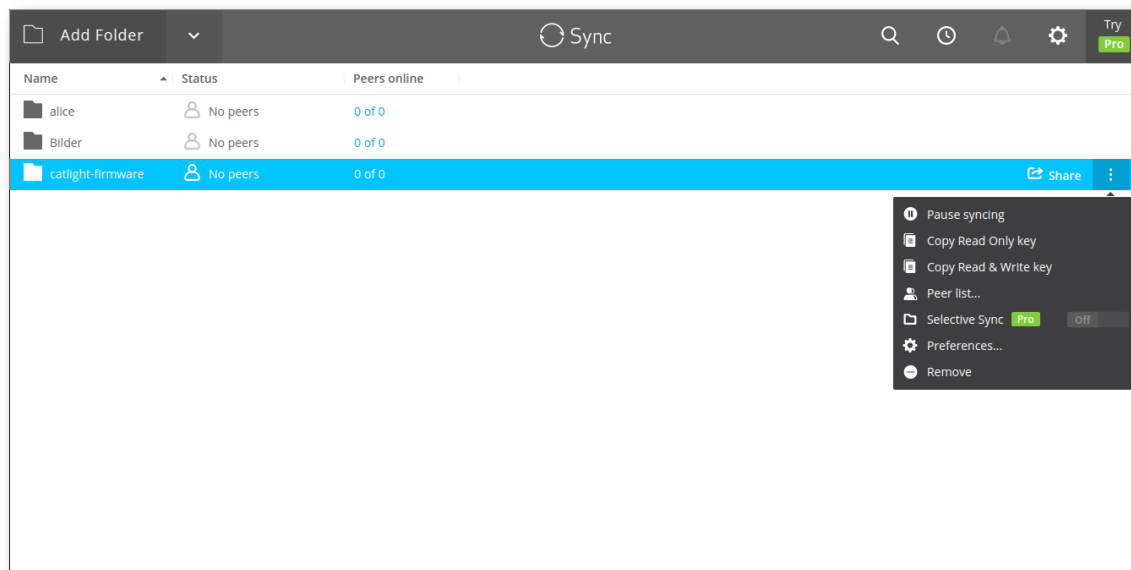 Add Folder Sync Try
Pro
Name Status Peers online
alice No peers 0 of 0
Bilder No peers 0 of 0
catlight-firmware No peers 0 of 0 Share
Pause syncing
Copy Read Only key
Copy Read & Write key
Peer list...
Selective Sync Pro Off
Preferences...
Remove